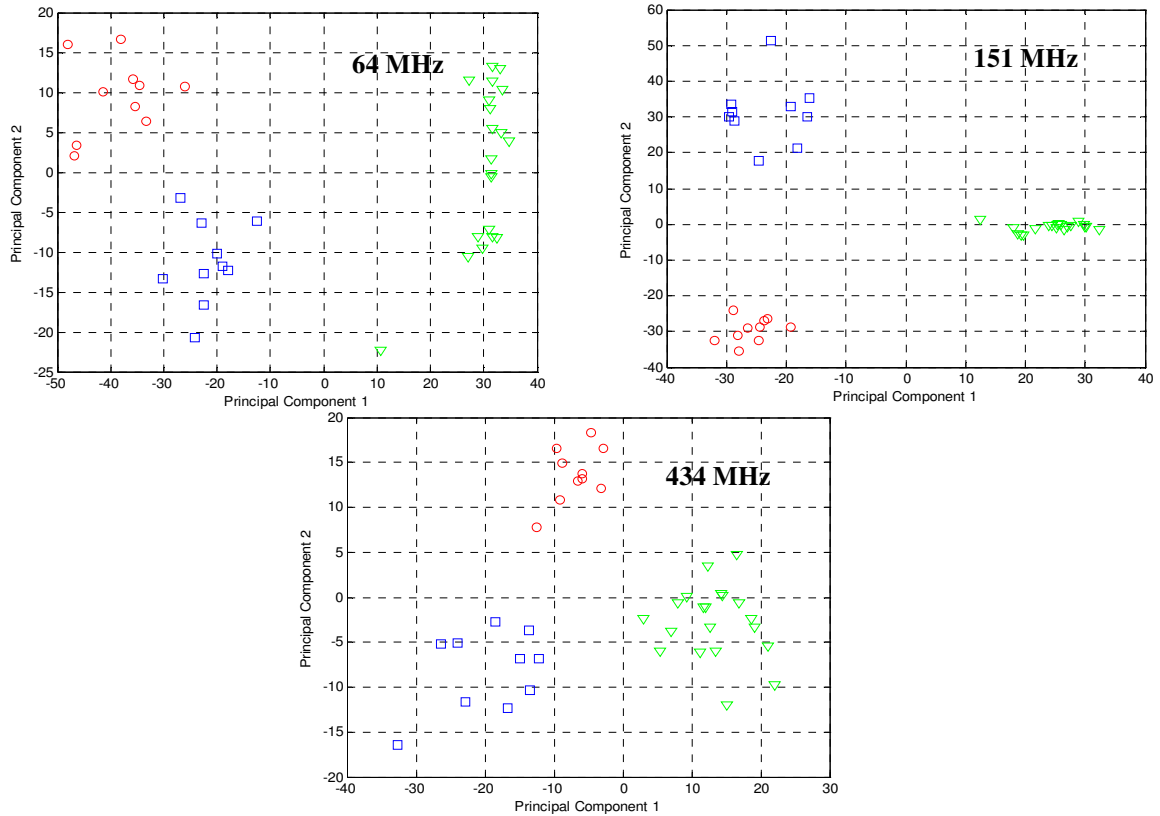 20
15
10
5
0
-5
-10
-15
-20
-25
Principal Component 2
64 MHz
-50 -40 -30 -20 -10 0 10 20 30 40
Principal Component 1
60
50
40
30
20
10
0
-10
-20
-30
-40
Principal Component 2
151 MHz
-40 -30 -20 -10 0 10 20 30 40
Principal Component 1
20
15
10
5
0
-5
-10
-15
-20
Principal Component 2
434 MHz
-40 -30 -20 -10 0 10 20 30
Principal Component 1